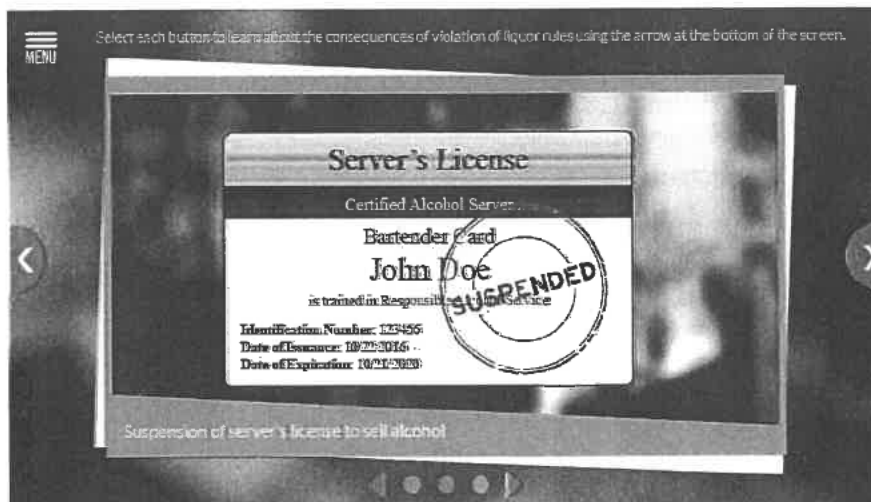 Select each button to learn about the consequences of violation of liquor rules using the arrow at the bottom of the screen.
MENU
Server's License
Certified Alcohol Server
Bartender Card
John Doe
is trained in Responsible Service
SUSPENDED
Identification Number: 123456
Date of Issuance: 10/22/2016
Date of Expiration: 10/21/2020
Suspension of server's license to sell alcohol